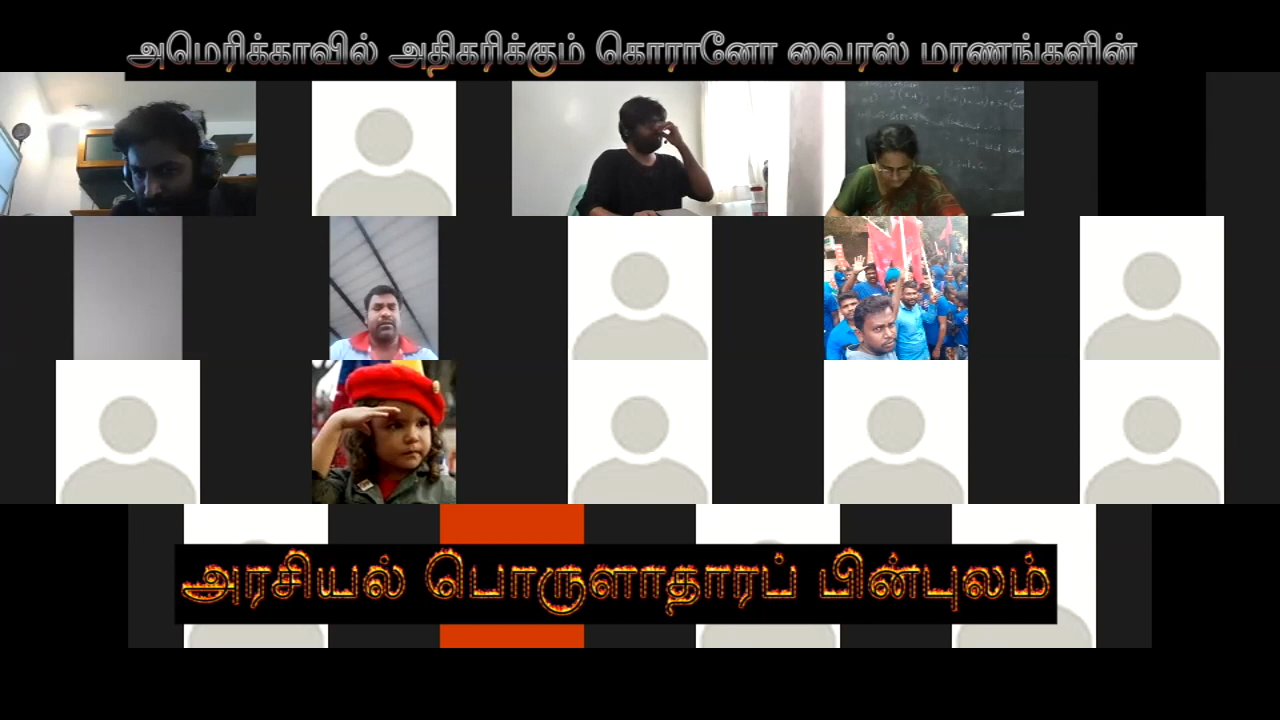 அமெரிக்காவில் அதிகரிக்கும் கொரானோ வைரஸ் மரணங்களின்
அரசியல் பொருளாதாரப் பின்புலம்